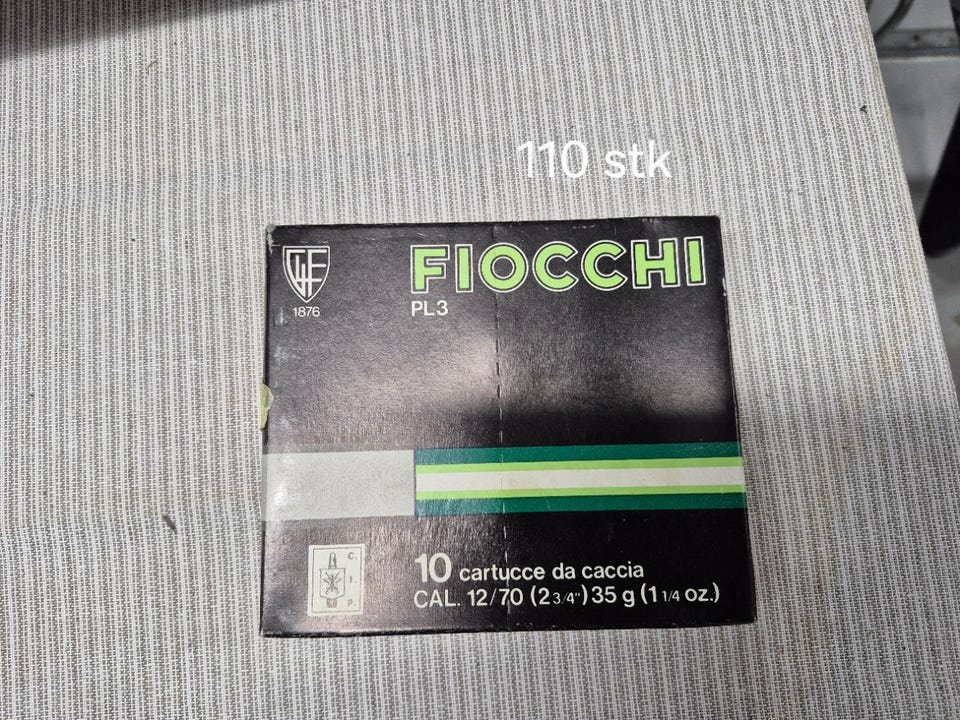 110 stk
GFL
1876
FIOCCHI
PL3
10 cartucce da caccia
CAL. 12/70 (2 3/4") 35 g (1 1/4 oz.)
C.
I.
P.